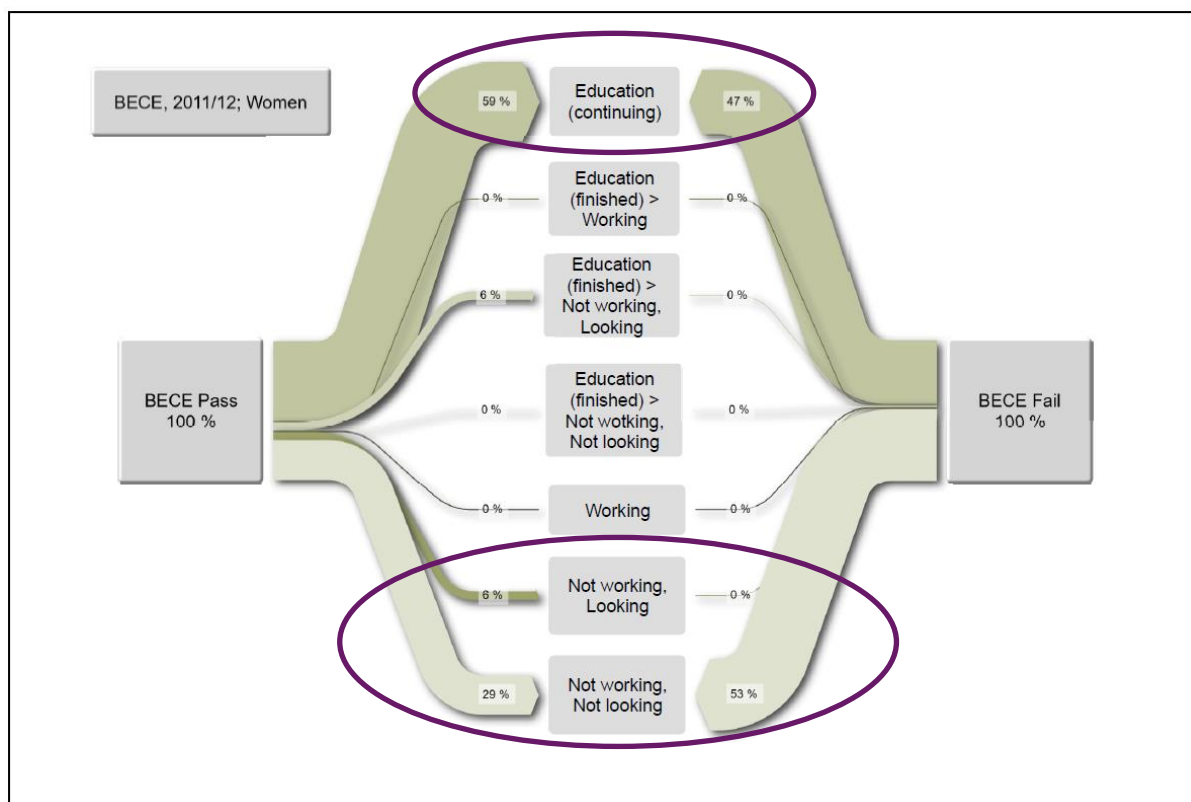 BECE, 2011/12; Women
59 %
Education
(continuing)
47 %
0 %
Education
(finished) >
Working
0 %
6 %
Education
(finished) >
Not working,
Looking
0 %
BECE Pass
100 %
0 %
Education
(finished) >
Not wotking,
Not looking
0 %
BECE Fail
100 %
0 %
Working
0 %
6 %
Not working,
Looking
0 %
29 %
Not working,
Not looking
53 %